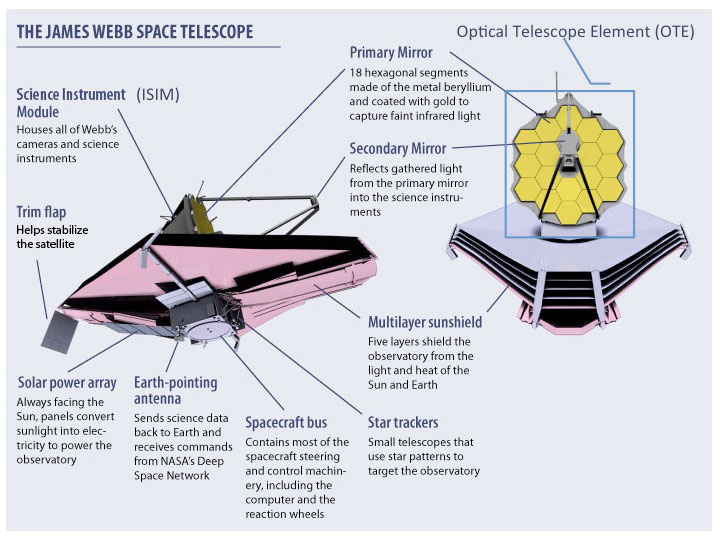 THE JAMES WEBB SPACE TELESCOPE
Optical Telescope Element (OTE)
Science Instrument (ISIM)
Module
Houses all of Webb's
cameras and science
instruments
Primary Mirror
18 hexagonal segments
made of the metal beryllium
and coated with gold to
capture faint infrared light
Secondary Mirror
Reflects gathered light
from the primary mirror
into the science instru-
ments
Trim flap
Helps stabilize
the satellite
Multilayer sunshield
Five layers shield the
observatory from the
light and heat of the
Sun and Earth
Solar power array
Always facing the
Sun, panels convert
sunlight into elec-
tricity to power the
observatory
Earth-pointing
antenna
Sends science data
back to Earth and
receives commands
from NASA's Deep
Space Network
Spacecraft bus
Contains most of the
spacecraft steering
and control machin-
ery, including the
computer and the
reaction wheels
Star trackers
Small telescopes that
use star patterns to
target the observatory